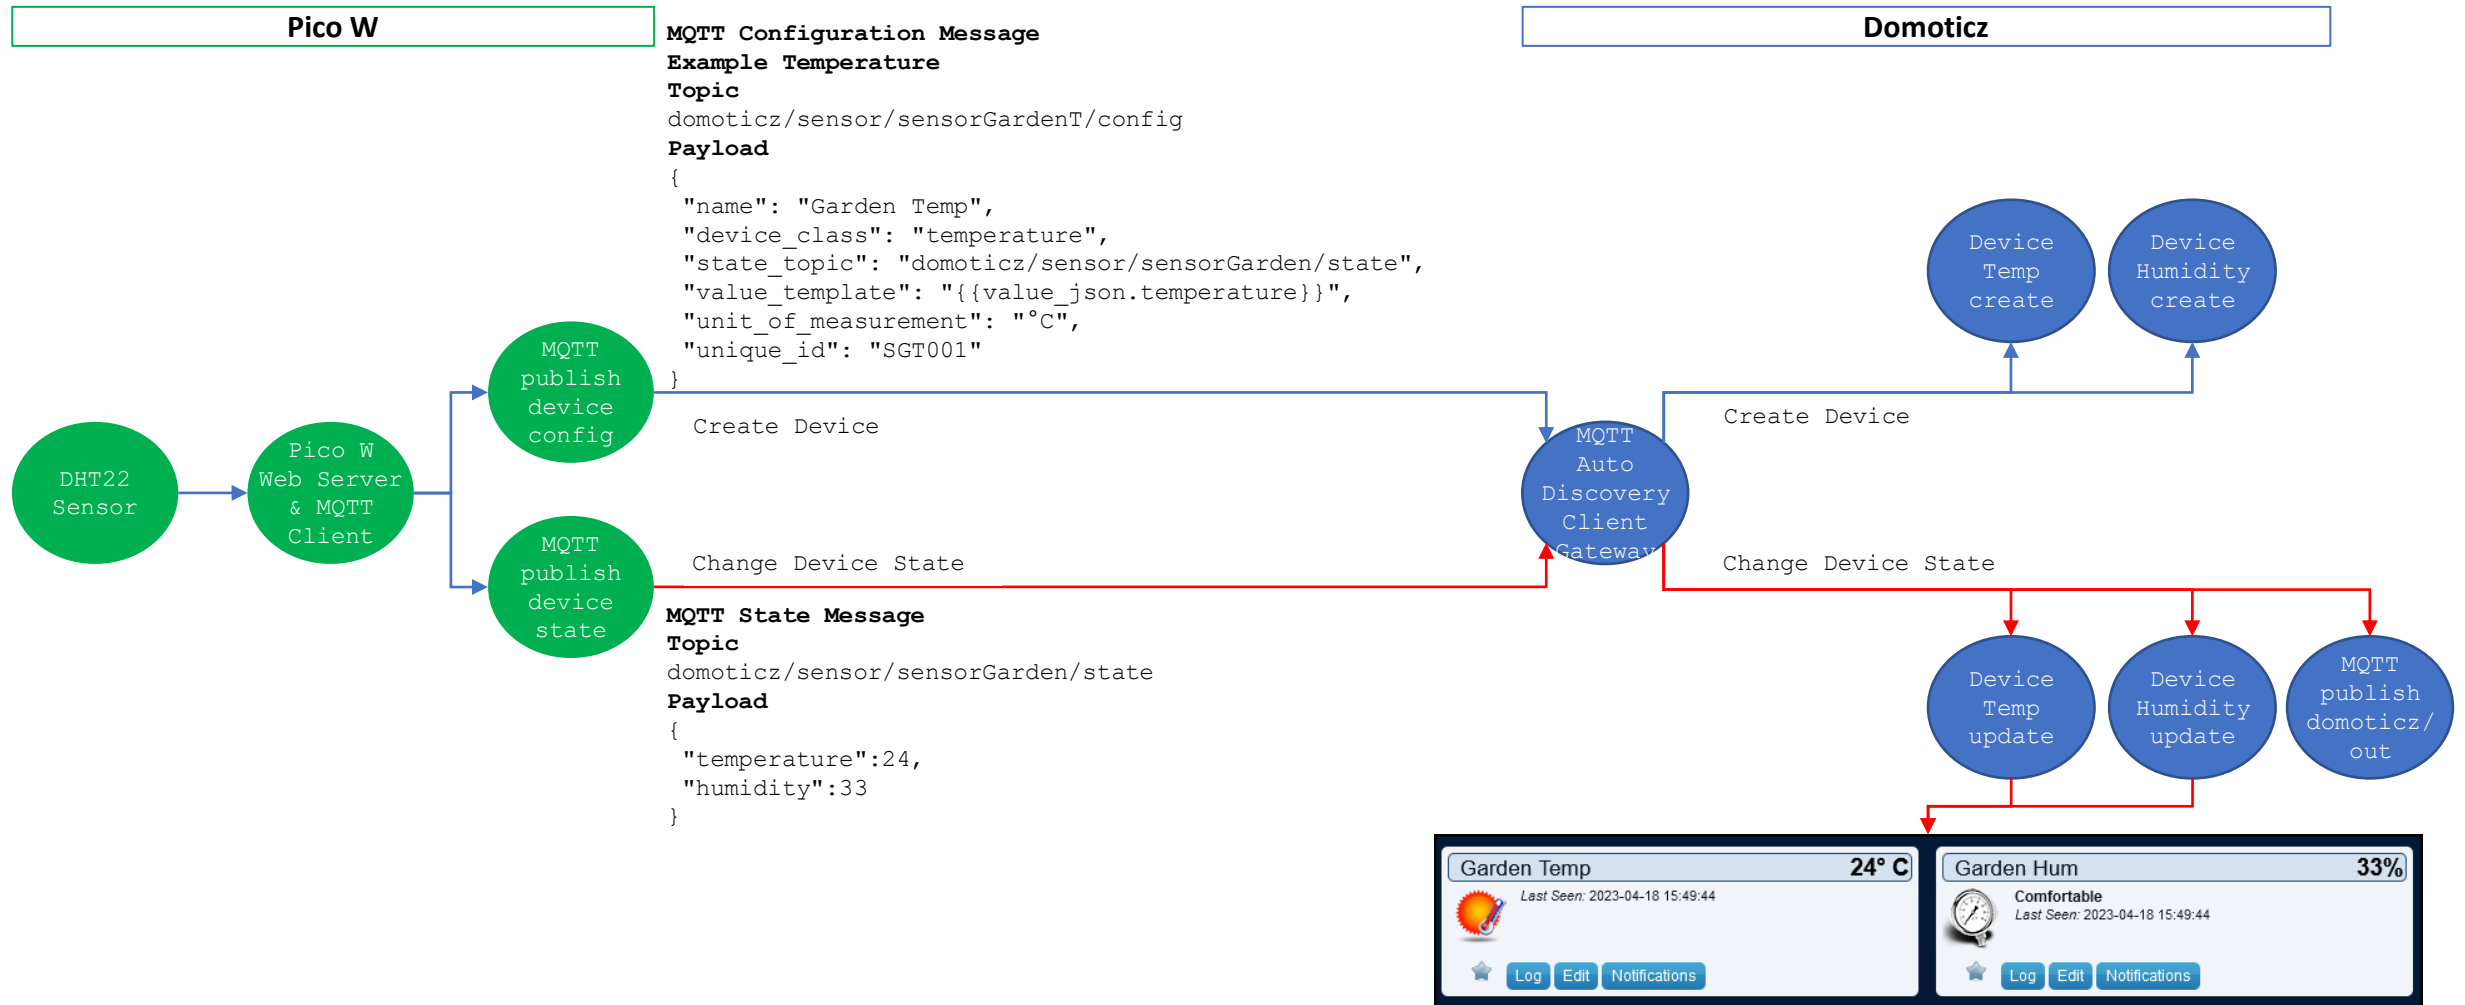 Pico W
Domoticz
MQTT Configuration Message
Example Temperature
Topic
domoticz/sensor/sensorGardenT/config
Payload
{
"name": "Garden Temp",
"device_class": "temperature",
"state_topic": "domoticz/sensor/sensorGarden/state",
"value_template": "{{value_json.temperature}}",
"unit_of_measurement": "°C",
"unique_id": "SGT001"
}
DHT22
Sensor
Pico W
Web Server
& MQTT
Client
MQTT
publish
device
config
Create Device
MQTT
publish
device
state
Change Device State
MQTT State Message
Topic
domoticz/sensor/sensorGarden/state
Payload
{
"temperature":24,
"humidity":33
}
MQTT
Auto
Discovery
Client
Gateway
Create Device
Device
Temp
create
Device
Humidity
create
Change Device State
Device
Temp
update
Device
Humidity
update
MQTT
publish
domoticz/
out
Garden Temp 24° C
Last Seen: 2023-04-18 15:49:44
Log Edit Notifications
Garden Hum 33%
Comfortable
Last Seen: 2023-04-18 15:49:44
Log Edit Notifications